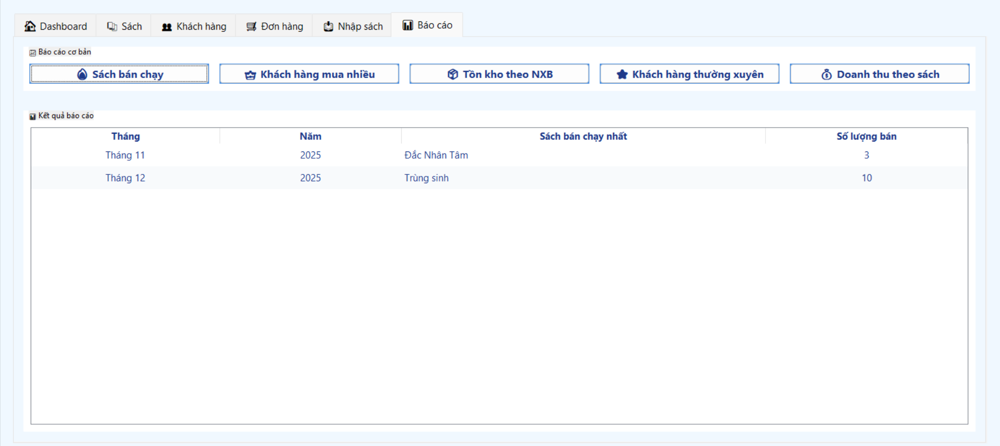 Dashboard Sách Khách hàng Đơn hàng Nhập sách Báo cáo
Báo cáo cơ bản
Sách bán chạy Khách hàng mua nhiều Tồn kho theo NXB Khách hàng thường xuyên Doanh thu theo sách
Kết quả báo cáo
Tháng Năm Sách bán chạy nhất Số lượng bán
Tháng 11 2025 Đắc Nhân Tâm 3
Tháng 12 2025 Trùng sinh 10